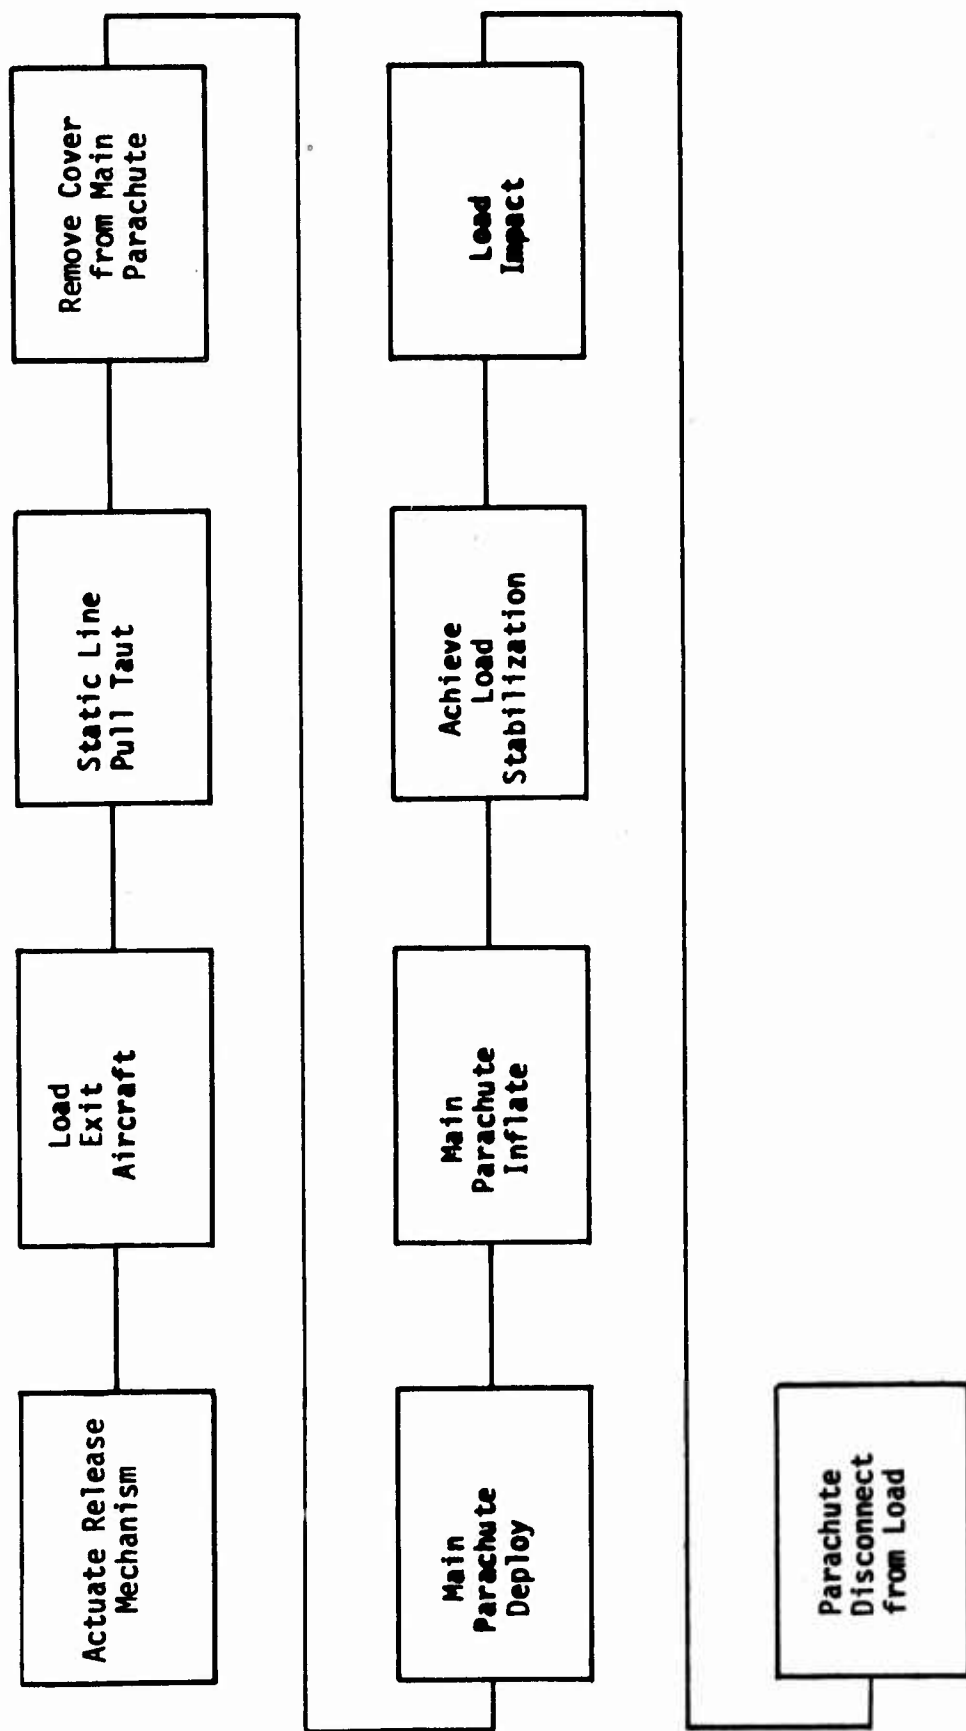 Actuate Release
Mechanism
Load
Exit
Aircraft
Static Line
Pull Taut
Remove Cover
from Main
Parachute
Main
Parachute
Deploy
Main
Parachute
Inflate
Achieve
Load
Stabilization
Load
Impact
Parachute
Disconnect
from Load